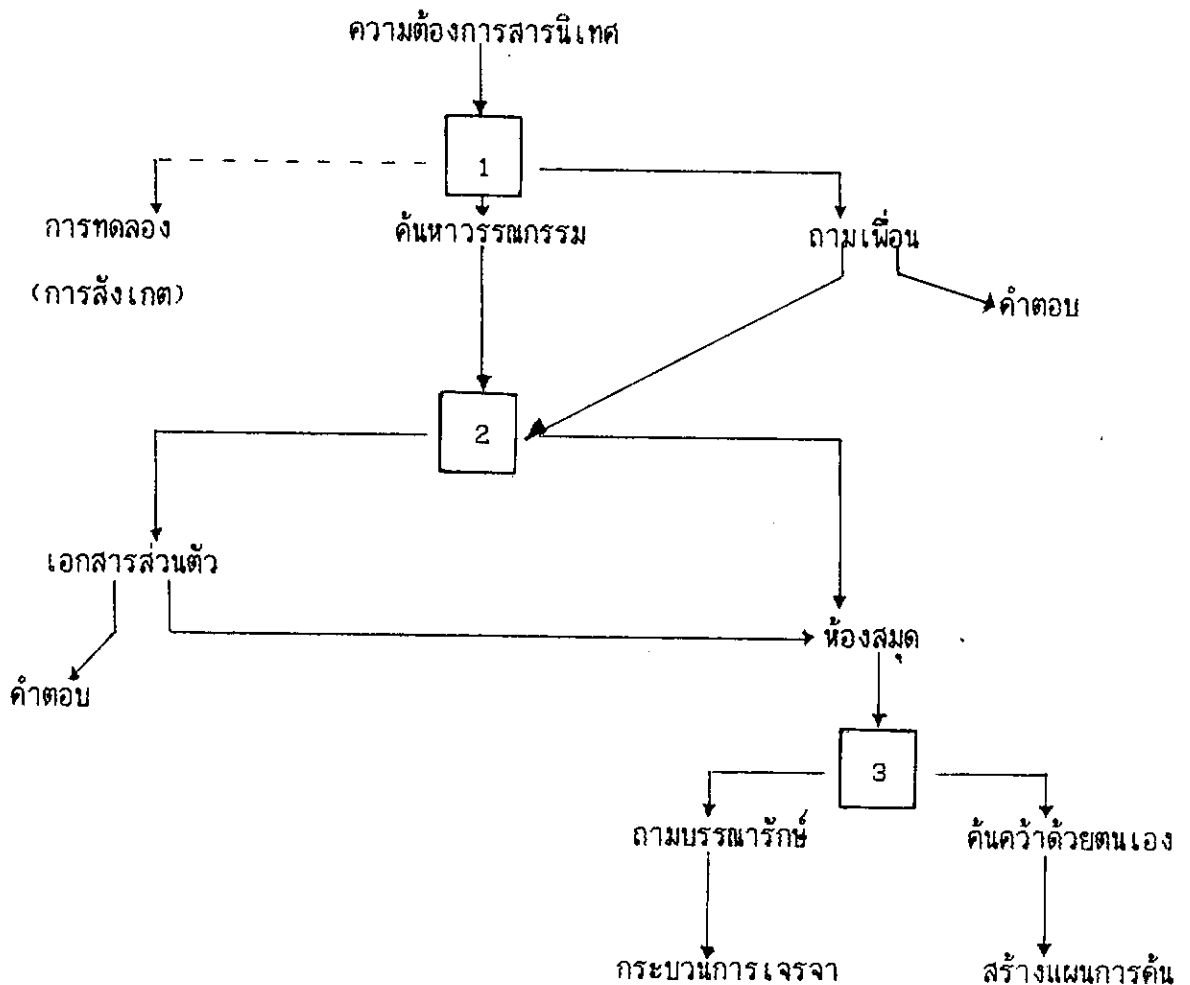 ความต้องการสารนิเทศ
1
การทดลอง
ค้นหาวรรณกรรม
ถามเพื่อน
(การสังเกต)
คำตอบ
2
เอกสารส่วนตัว
ห้องสมุด
คำตอบ
3
ถามบรรณารักษ์
ค้นคว้าด้วยตนเอง
กระบวนการเจรจา
สร้างแผนการค้น